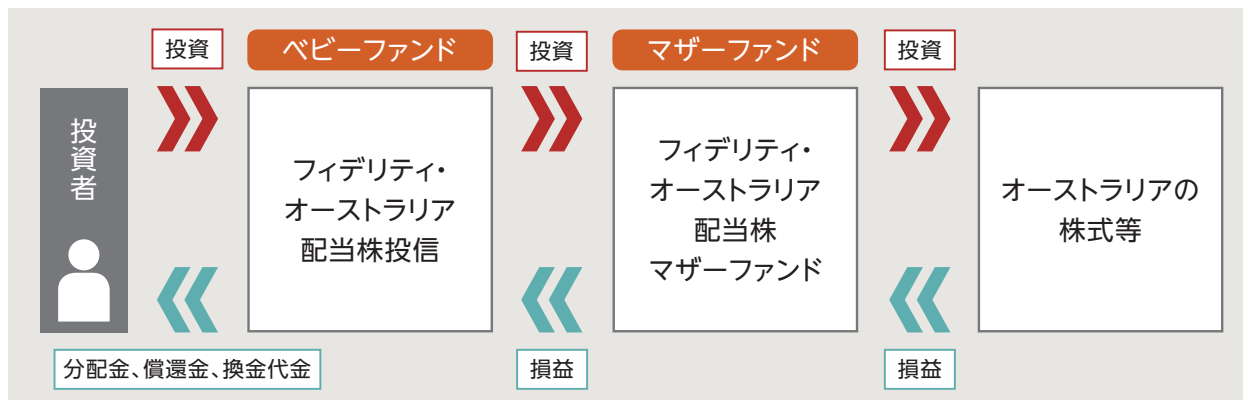 投資
ベビーファンド
投資
マザーファンド
投資
投資者
フィデリティ・
オーストラリア
配当株投信
フィデリティ・
オーストラリア
配当株
マザーファンド
オーストラリアの
株式等
分配金、償還金、換金代金
損益
損益